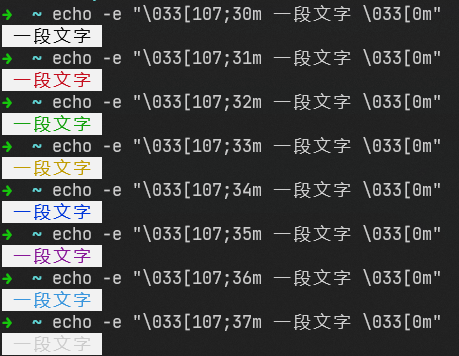 ➜  ~ echo -e "\033[107;30m 一段文字 \033[0m"
一段文字
➜  ~ echo -e "\033[107;31m 一段文字 \033[0m"
一段文字
➜  ~ echo -e "\033[107;32m 一段文字 \033[0m"
一段文字
➜  ~ echo -e "\033[107;33m 一段文字 \033[0m"
一段文字
➜  ~ echo -e "\033[107;34m 一段文字 \033[0m"
一段文字
➜  ~ echo -e "\033[107;35m 一段文字 \033[0m"
一段文字
➜  ~ echo -e "\033[107;36m 一段文字 \033[0m"
一段文字
➜  ~ echo -e "\033[107;37m 一段文字 \033[0m"
一段文字